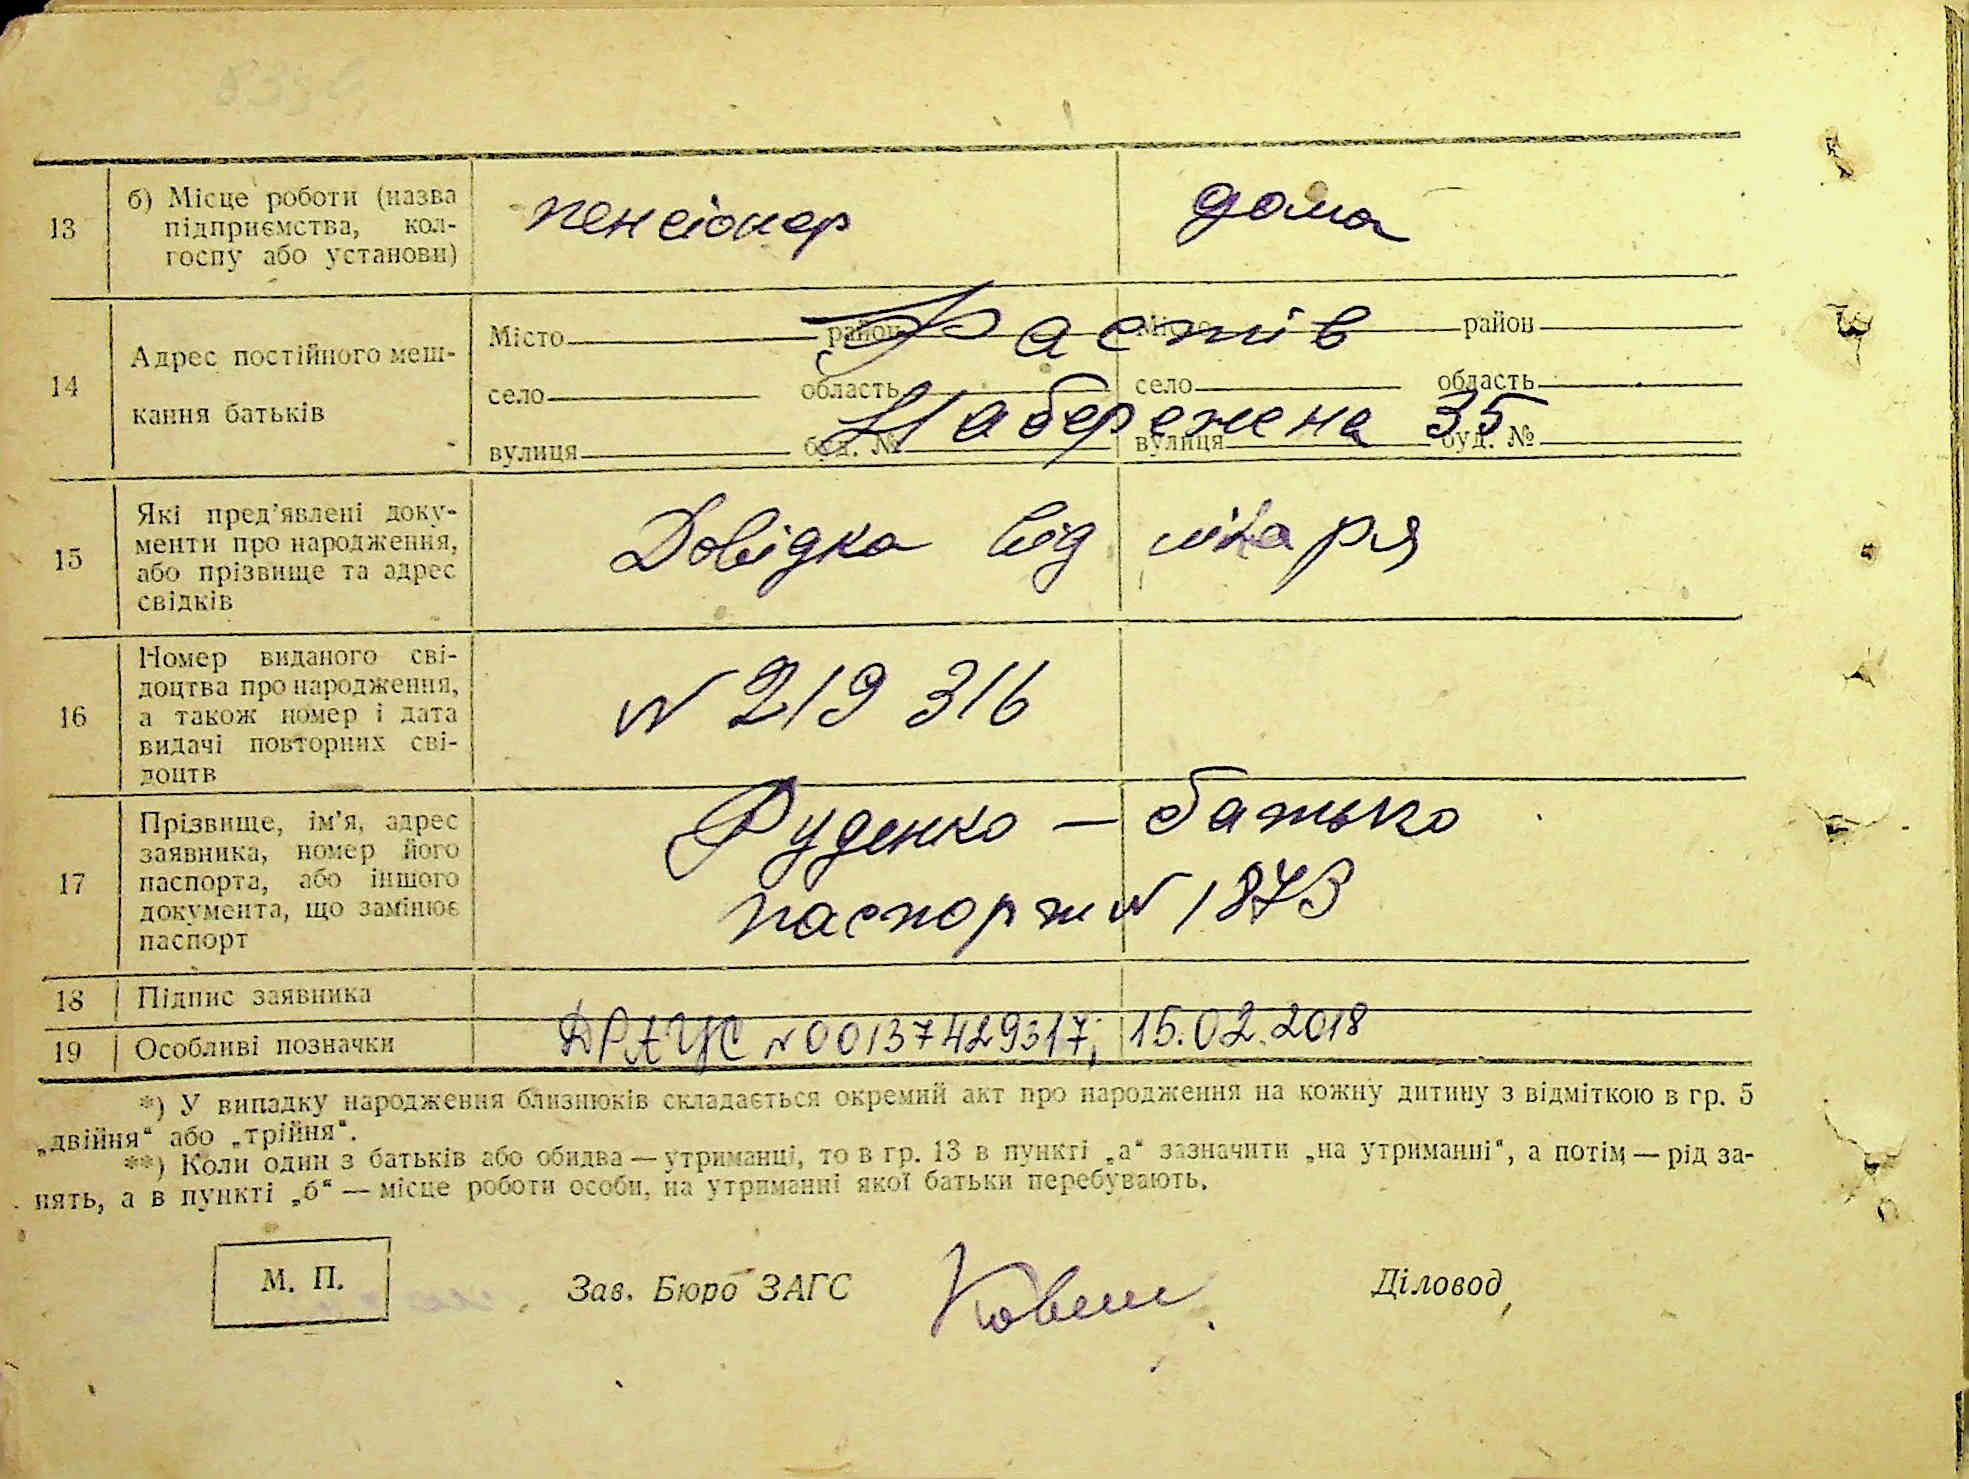 13
б) Місце роботи (назва
підприємства, кол-
госпу або установи)
пенсіонер
дома
14
Адрес постійного меш-
кання батьків
Місто район Місто район
Фастів
село область село область
Набережена 35
вулиця буд. № вулиця буд. №
15
Які пред'явлені доку-
менти про народження,
або прізвище та адрес
свідків
Довідка від лікаря
16
Номер виданого сві-
доцтва про народження,
а також номер і дата
видачі повторних сві-
доцтв
N 219 316
17
Прізвище, ім'я, адрес
заявника, номер його
паспорта, або іншого
документа, що замінює
паспорт
Руденко — батько
паспорт N 1873
18
Підпис заявника
19
Особливі позначки
ДРАЦС N 00137429317; 15.02.2018
*) У випадку народження близнюків складається окремий акт про народження на кожну дитину з відміткою в гр. 5
„двійня“ або „трійня“.
**) Коли один з батьків або обидва — утриманці, то в гр. 13 в пункті „а“ зазначити „на утриманні“, а потім — рід за-
нять, а в пункті „б“ — місце роботи особи, на утриманні якої батьки перебувають.
М. П.
Зав. Бюро ЗАГС
Діловод